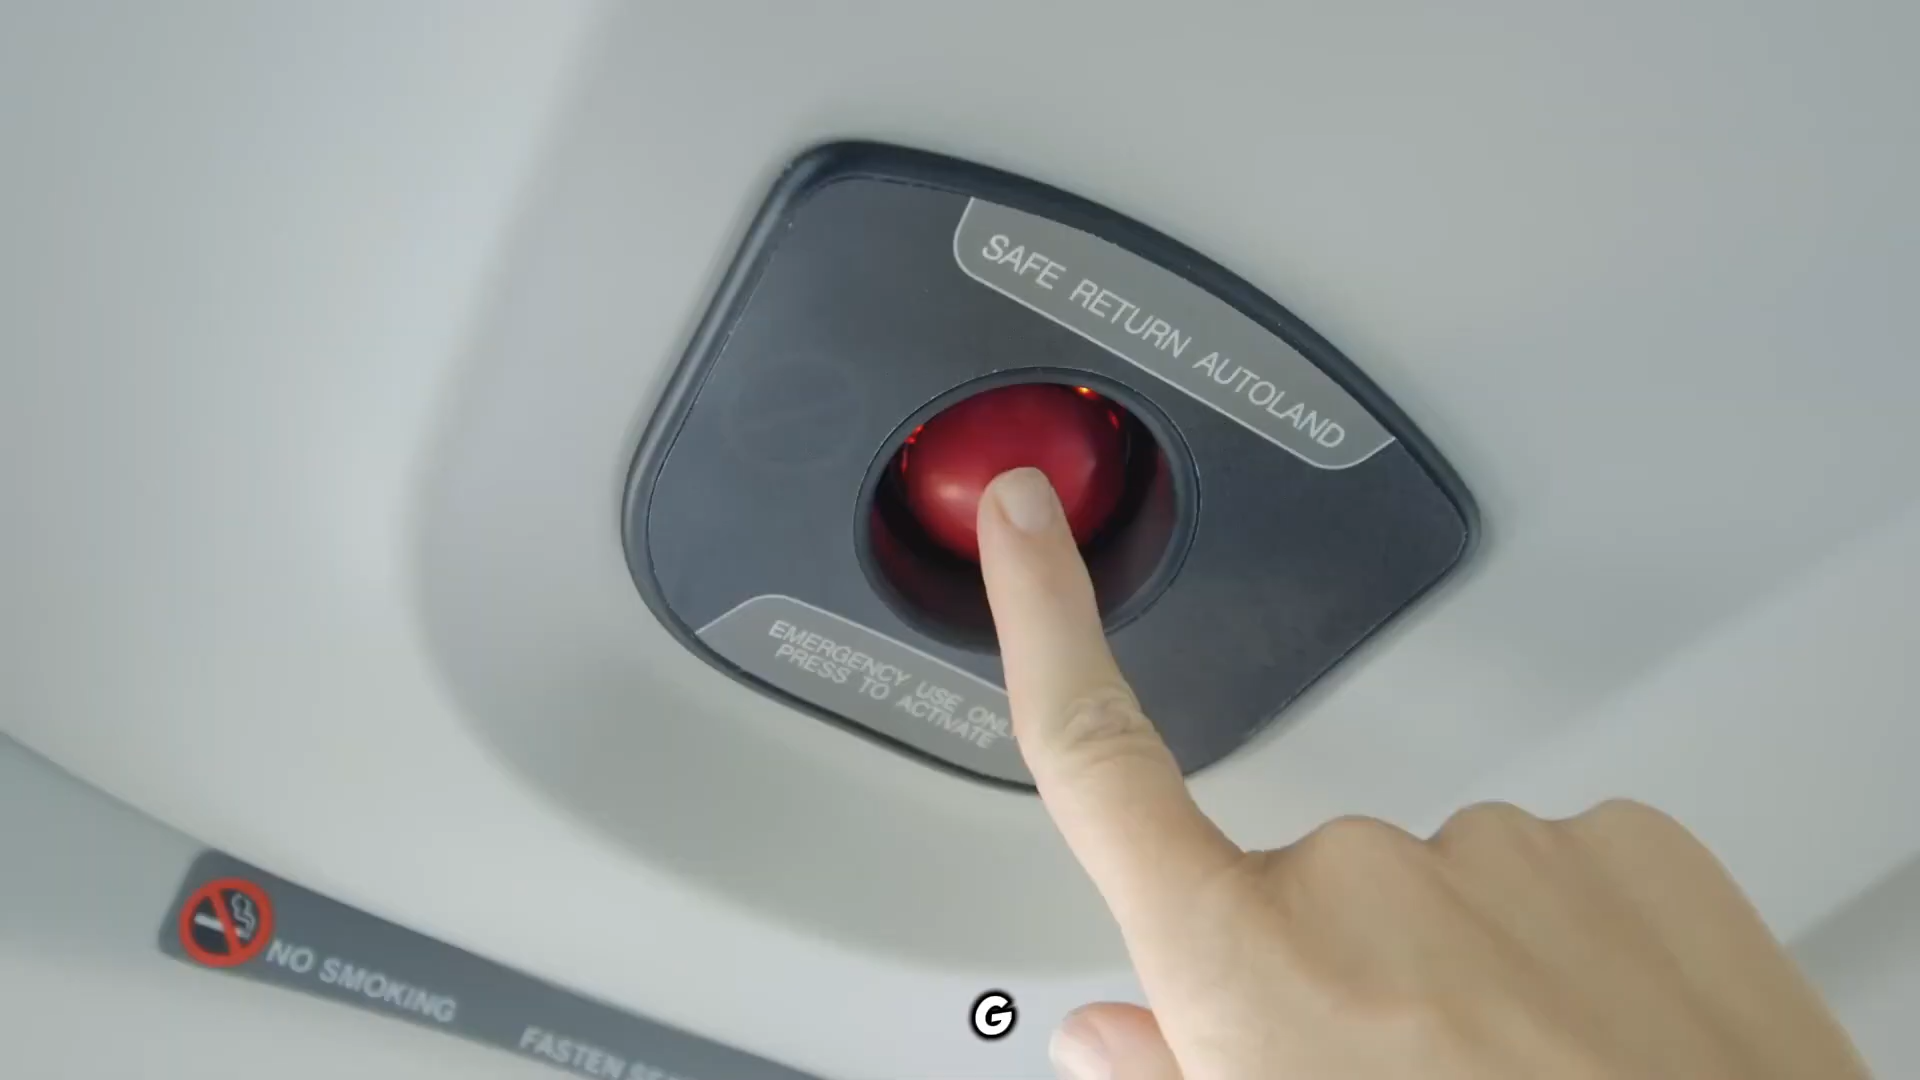 SAFE RETURN AUTOLAND
EMERGENCY USE ONL
PRESS TO ACTIVATE
NO SMOKING
FASTEN
G